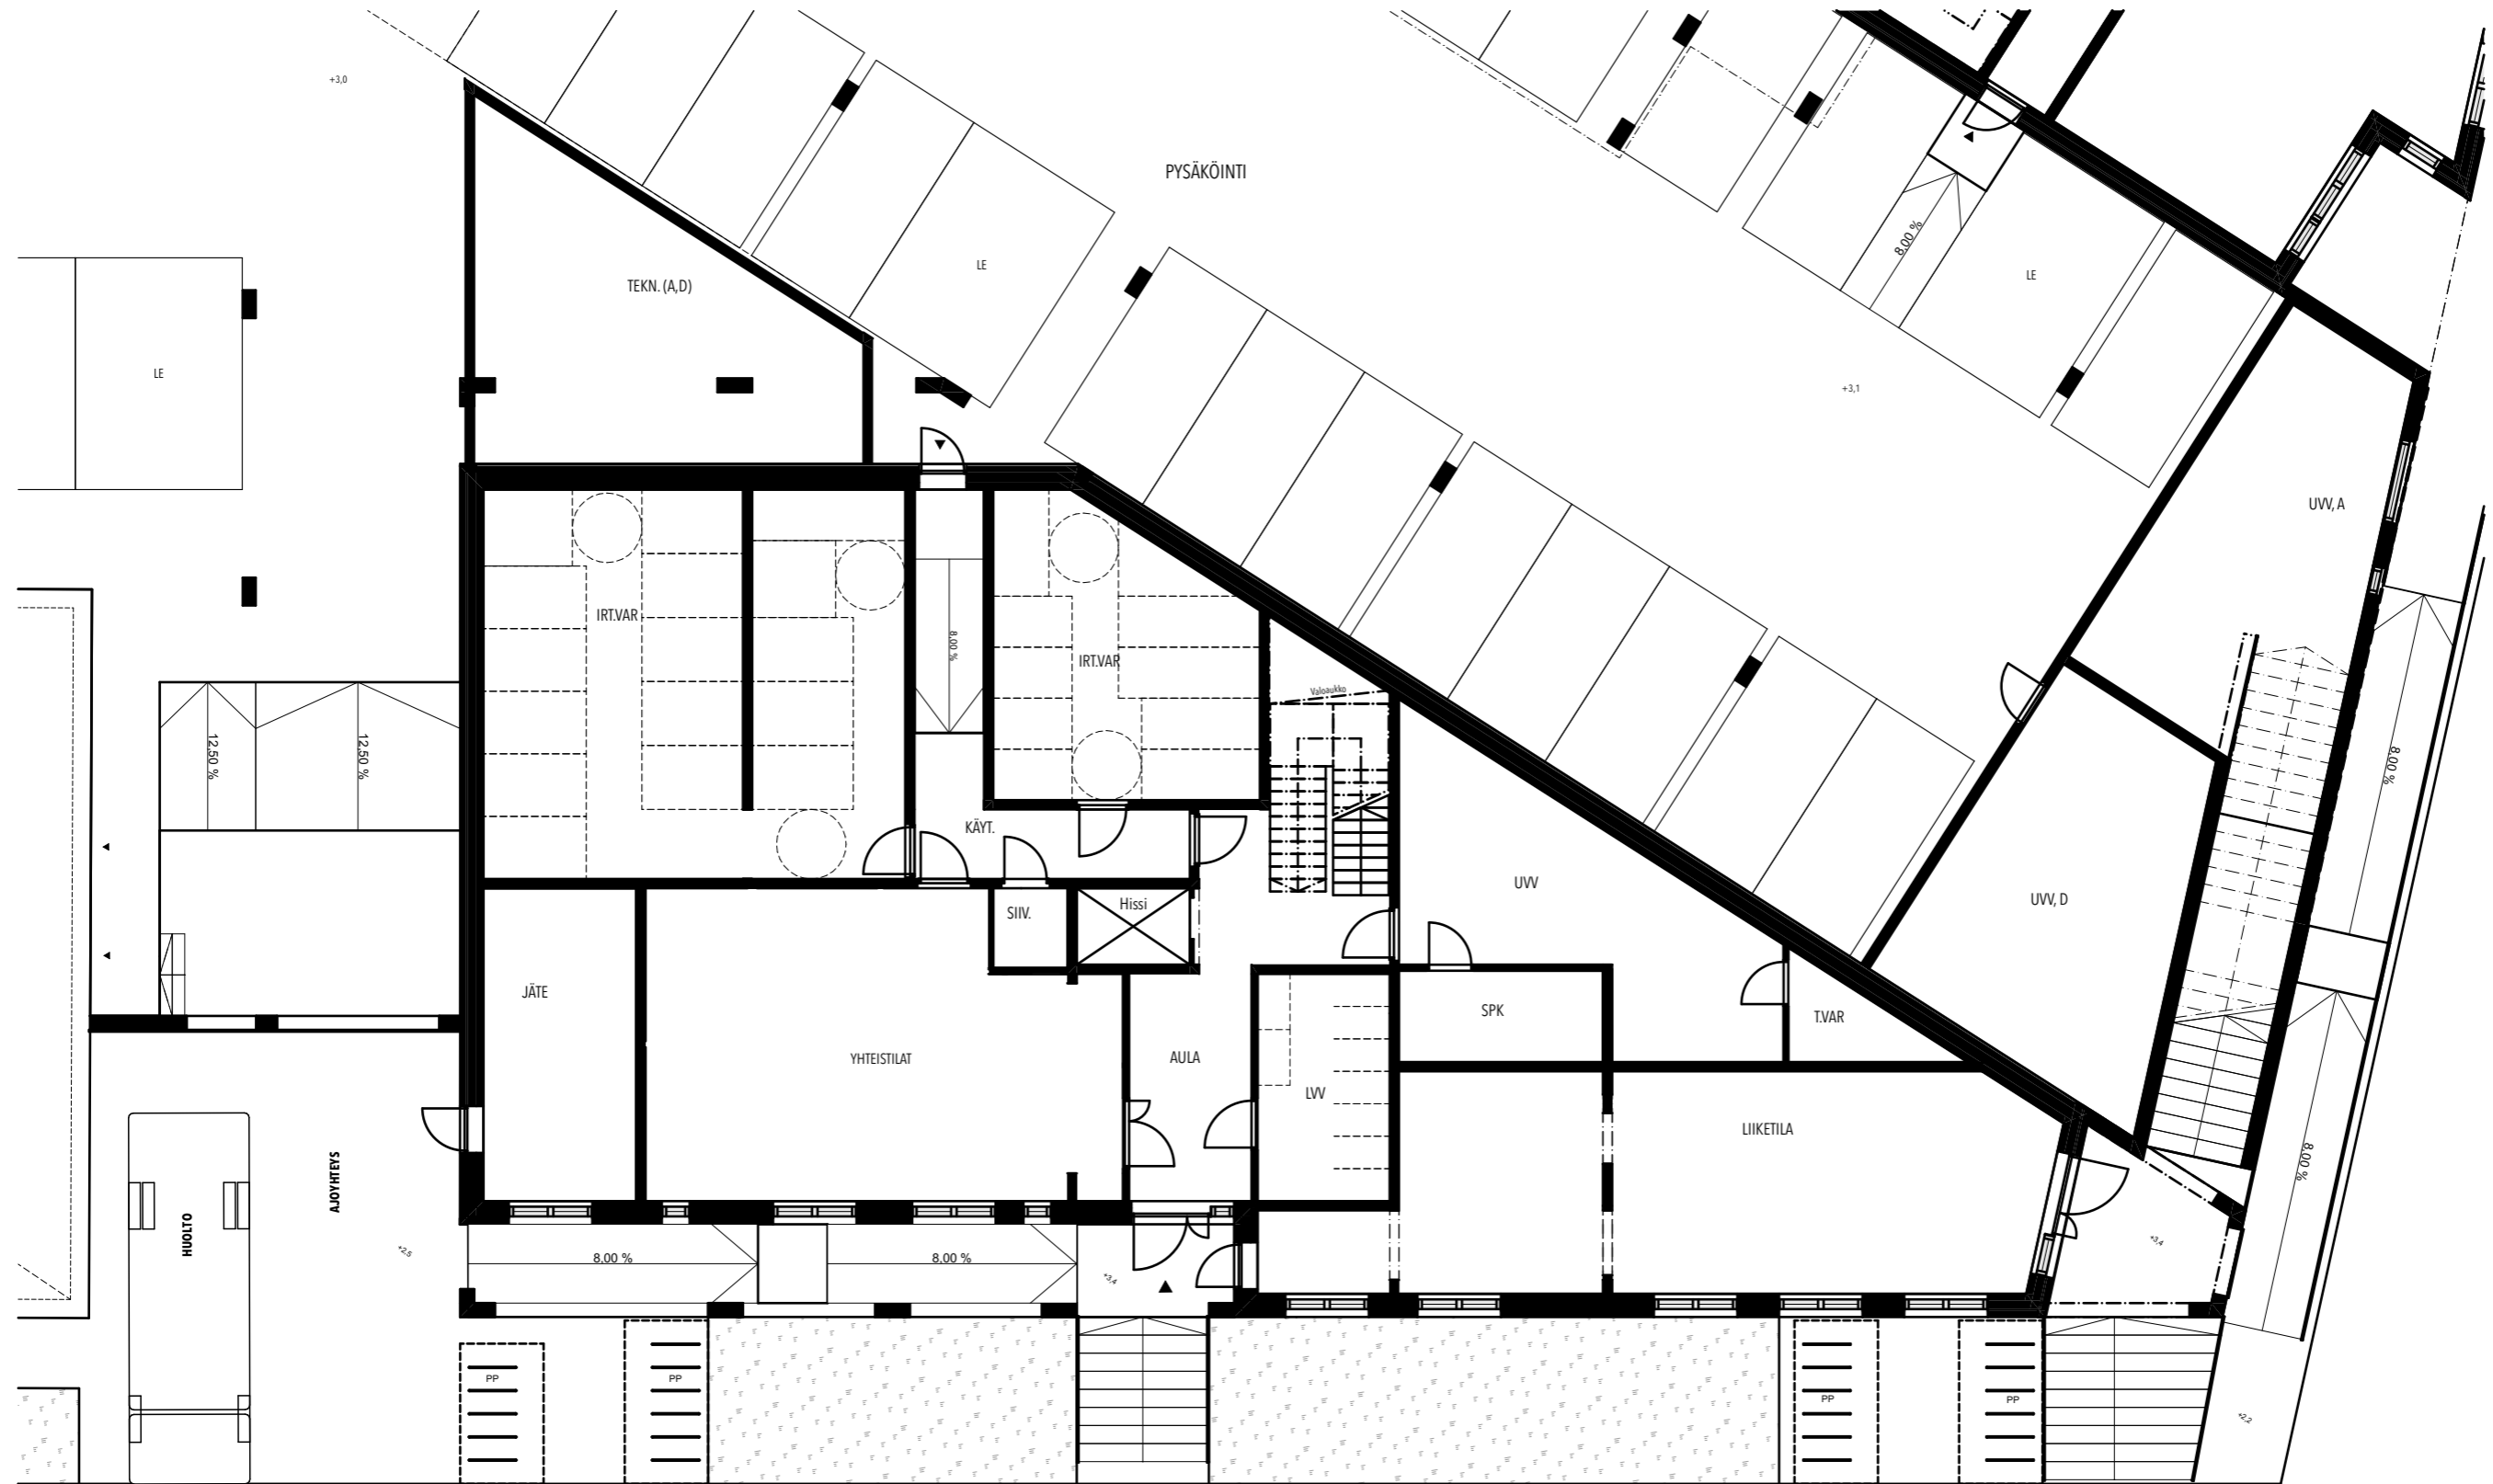 +3,0
PYSÄKÖINTI
8,00 %
LE
LE
TEKN. (A,D)
LE
+3,1
UVV, A
IRT.VAR
8,00 %
IRT.VAR
Valoaukko
12,50 %
12,50 %
8,00 %
KÄYT.
UVV
UVV, D
SIIV.
Hissi
JÄTE
SPK
T.VAR
YHTEISTILAT
AULA
LVV
LIIKETILA
AJOYHTEYS
HUOLTO
8,00 %
+2,5
8,00 %
8,00 %
+3,4
+3,4
PP
PP
PP
PP
+2,2